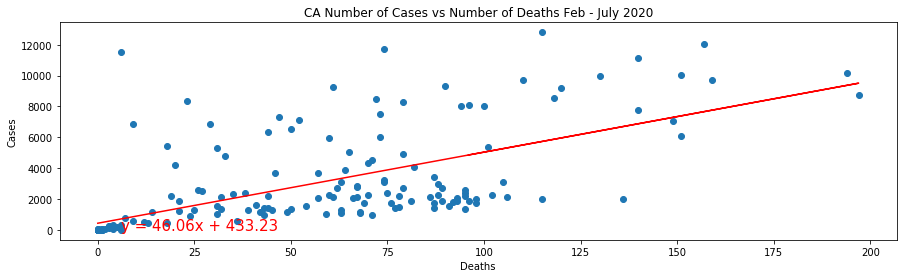 CA Number of Cases vs Number of Deaths Feb - July 2020
Cases
12000
10000
8000
6000
4000
2000
0
y = 46.06x + 433.23
0 25 50 75 100 125 150 175 200
Deaths